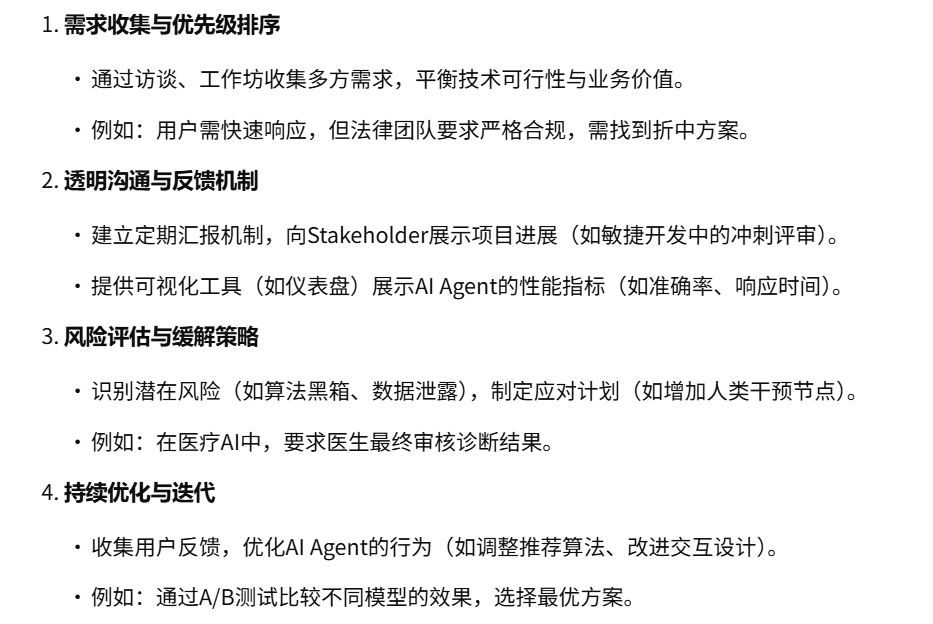 1. 需求收集与优先级排序
• 通过访谈、工作坊收集多方需求，平衡技术可行性与业务价值。
• 例如：用户需快速响应，但法律团队要求严格合规，需找到折中方案。
2. 透明沟通与反馈机制
• 建立定期汇报机制，向Stakeholder展示项目进展（如敏捷开发中的冲刺评审）。
• 提供可视化工具（如仪表盘）展示AI Agent的性能指标（如准确率、响应时间）。
3. 风险评估与缓解策略
• 识别潜在风险（如算法黑箱、数据泄露），制定应对计划（如增加人类干预节点）。
• 例如：在医疗AI中，要求医生最终审核诊断结果。
4. 持续优化与迭代
• 收集用户反馈，优化AI Agent的行为（如调整推荐算法、改进交互设计）。
• 例如：通过A/B测试比较不同模型的效果，选择最优方案。